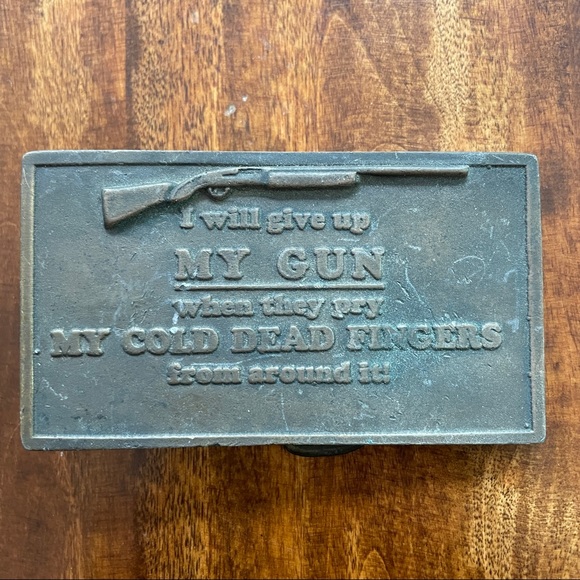 I will give up
MY GUN
when they pry
MY COLD DEAD FINGERS
from around it!